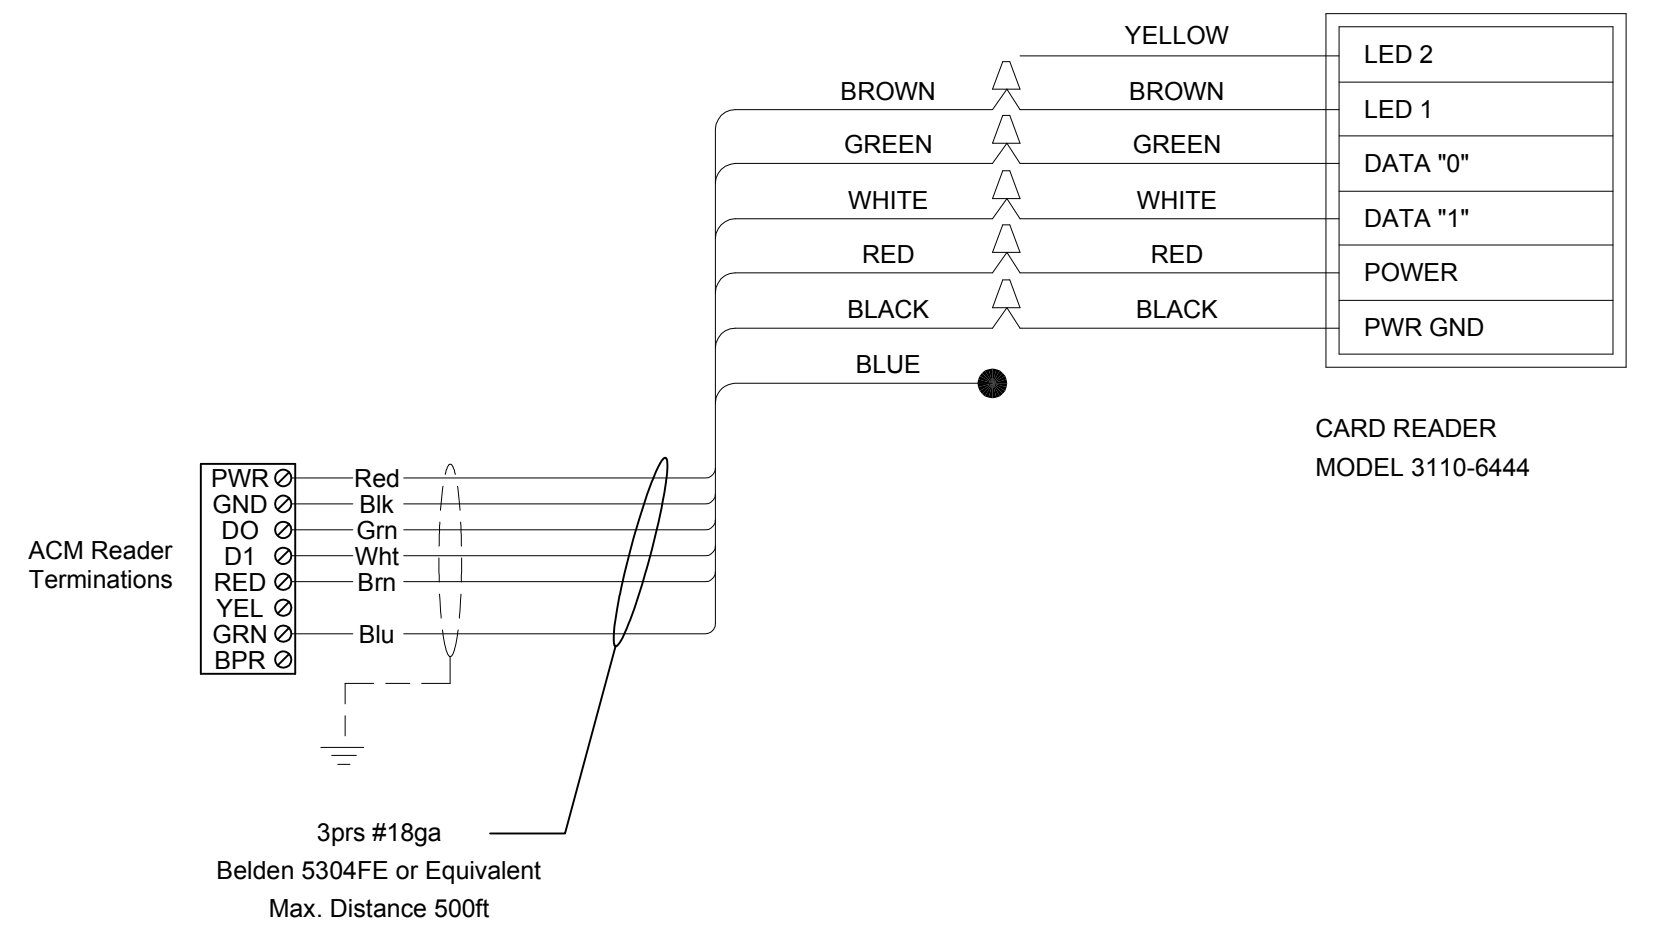 YELLOW
LED 2
BROWN
BROWN
LED 1
GREEN
GREEN
DATA "0"
WHITE
WHITE
DATA "1"
RED
RED
POWER
BLACK
BLACK
PWR GND
BLUE
CARD READER
MODEL 3110-6444
ACM Reader
Terminations
PWR
Red
GND
Blk
DO
Grn
D1
Wht
RED
Brn
YEL
GRN
Blu
BPR
3prs #18ga
Belden 5304FE or Equivalent
Max. Distance 500ft